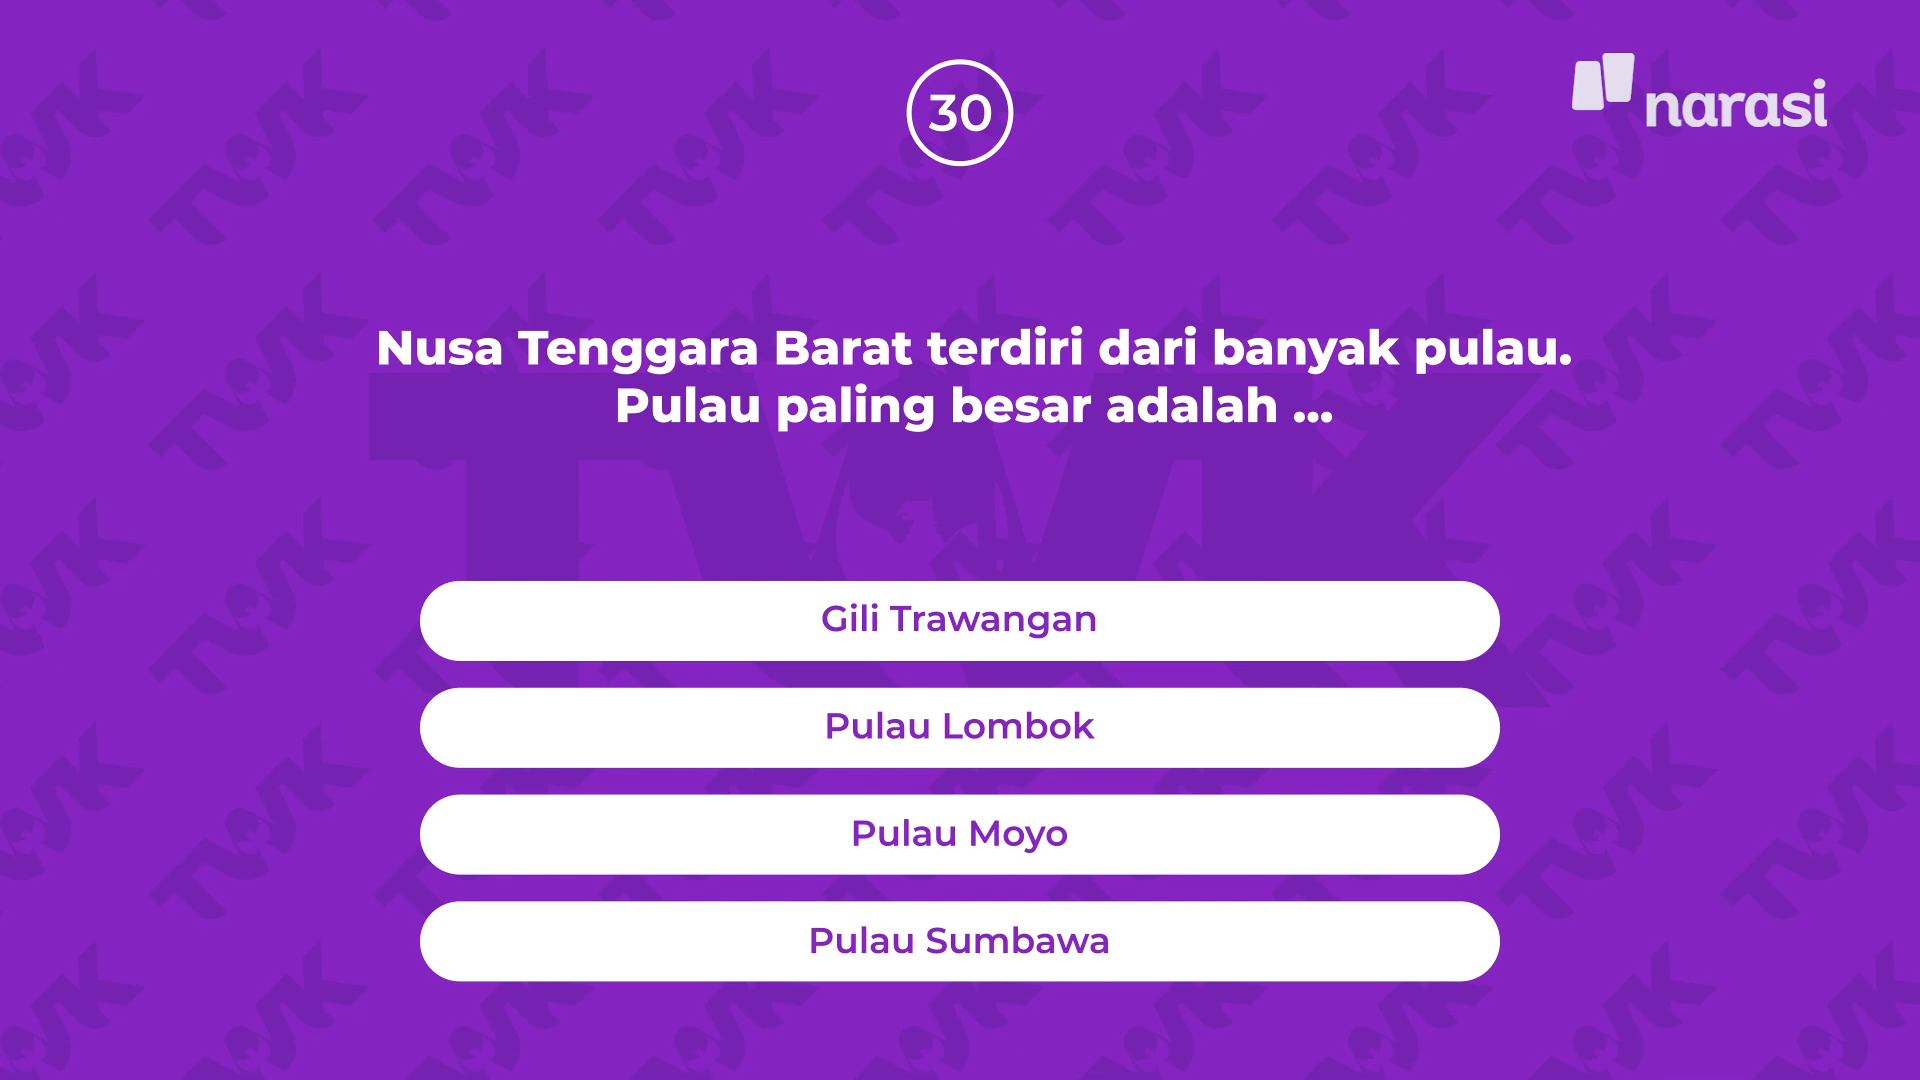 30
narasi
Nusa Tenggara Barat terdiri dari banyak pulau.
Pulau paling besar adalah ...
TWK
Gili Trawangan
Pulau Lombok
Pulau Moyo
Pulau Sumbawa